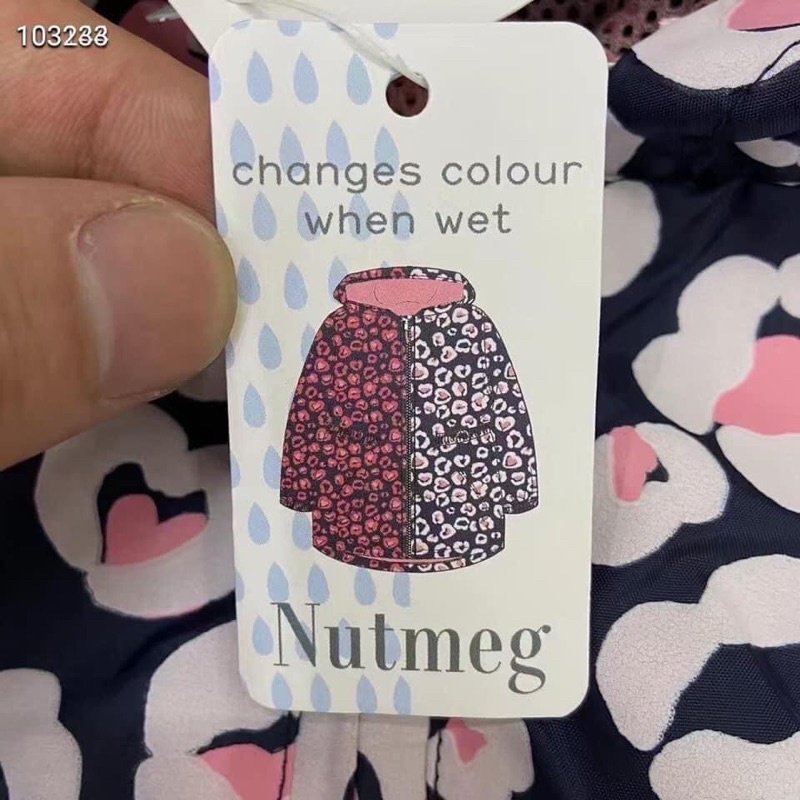 changes colour
when wet
Nutmeg